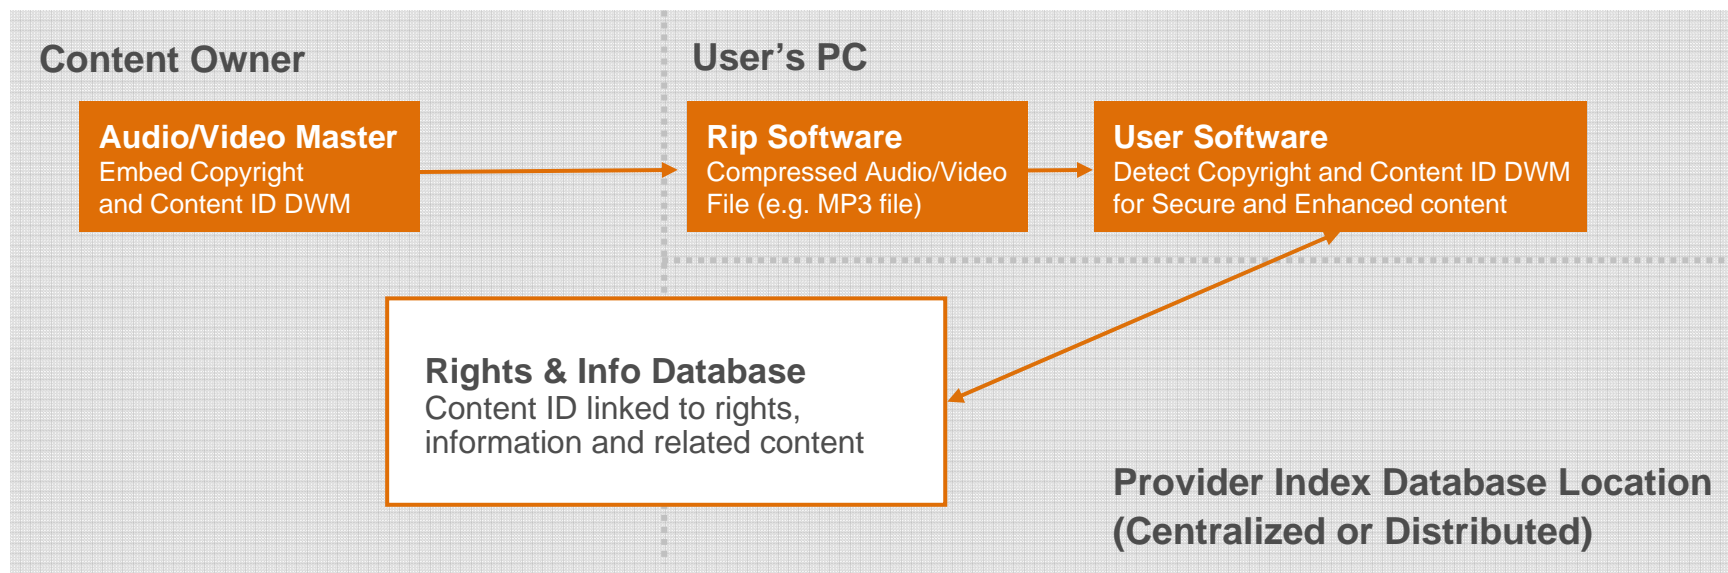 Content Owner
User’s PC
Audio/Video Master
Embed Copyright
and Content ID DWM
Rip Software
Compressed Audio/Video
File (e.g. MP3 file)
User Software
Detect Copyright and Content ID DWM
for Secure and Enhanced content
Rights & Info Database
Content ID linked to rights,
information and related content
Provider Index Database Location
(Centralized or Distributed)